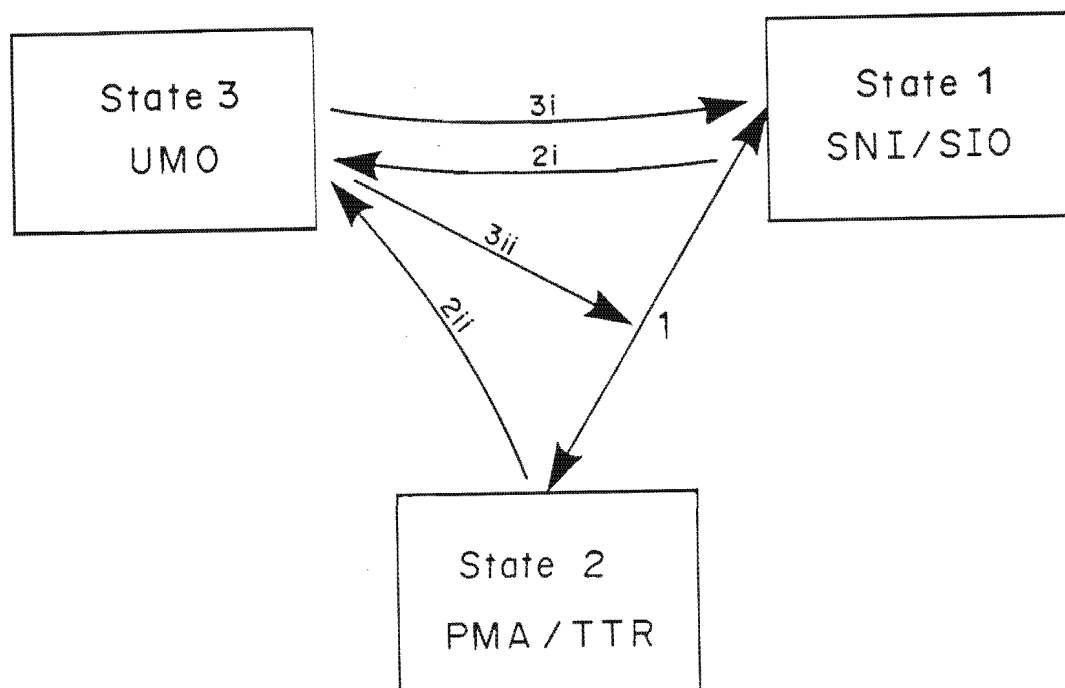 State 3
UMO
State 1
SNI/SIO
3i
2i
3ii
2ii
1
State 2
PMA/TTR